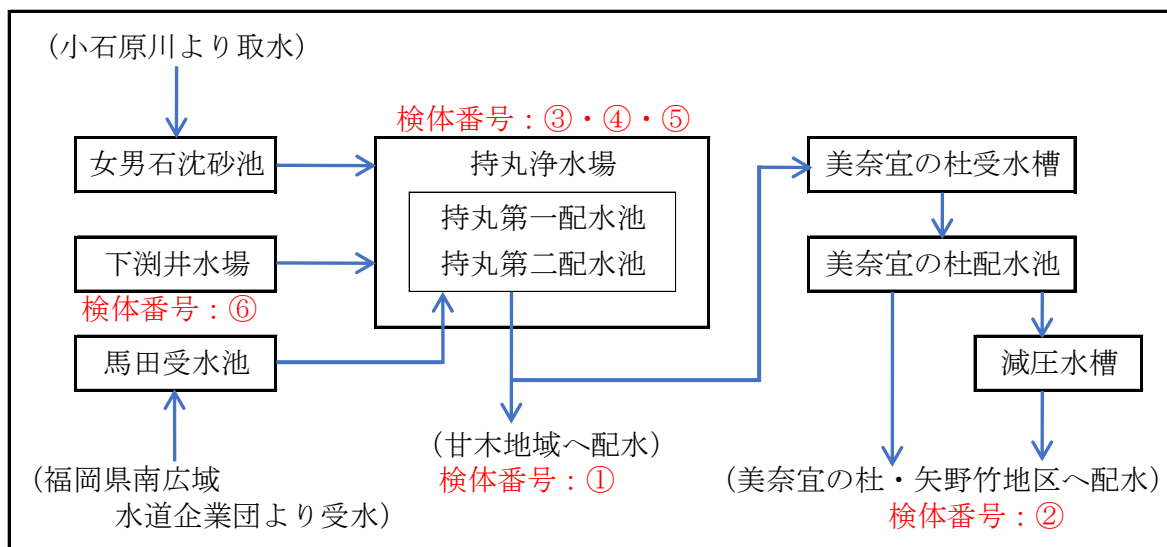 (小石原川より取水)
検体番号：③・④・⑤
女男石沈砂池
持丸浄水場
美奈宜の杜受水槽
持丸第一配水池
下渕井水場
持丸第二配水池
美奈宜の杜配水池
検体番号：⑥
馬田受水池
減圧水槽
(甘木地域へ配水)
検体番号：①
(福岡県南広域
水道企業団より受水)
(美奈宜の杜・矢野竹地区へ配水)
検体番号：②